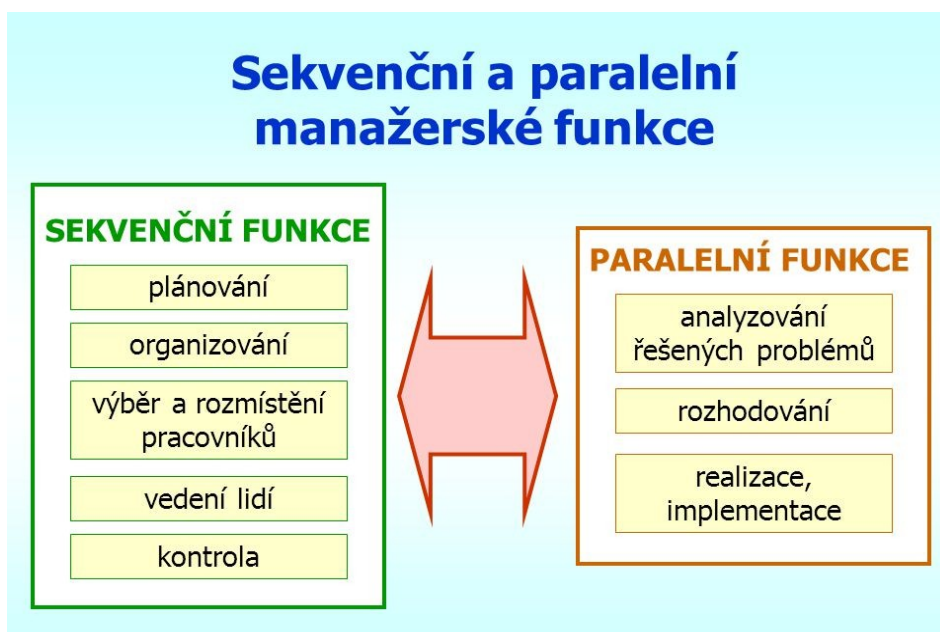 Sekvenční a paralelní
manažerské funkce
SEKVENČNÍ FUNKCE
plánování
organizování
výběr a rozmístění
pracovníků
vedení lidí
kontrola
PARALELNÍ FUNKCE
analyzování
řešených problémů
rozhodování
realizace,
implementace